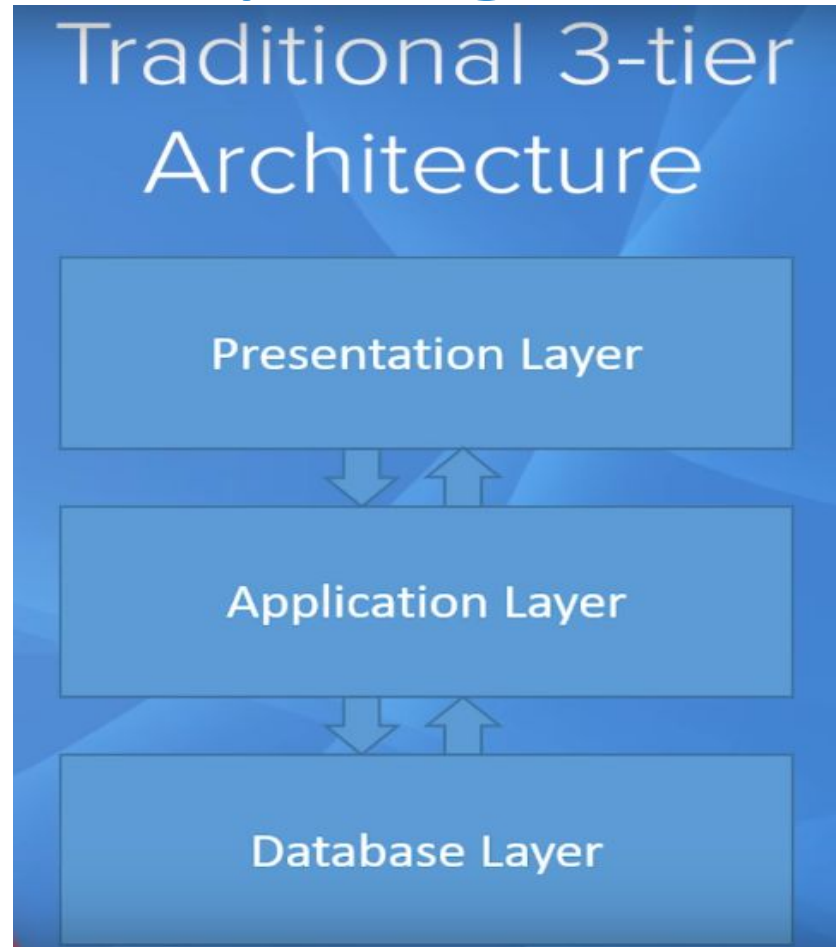 Traditional 3-tier
Architecture
Presentation Layer
Application Layer
Database Layer